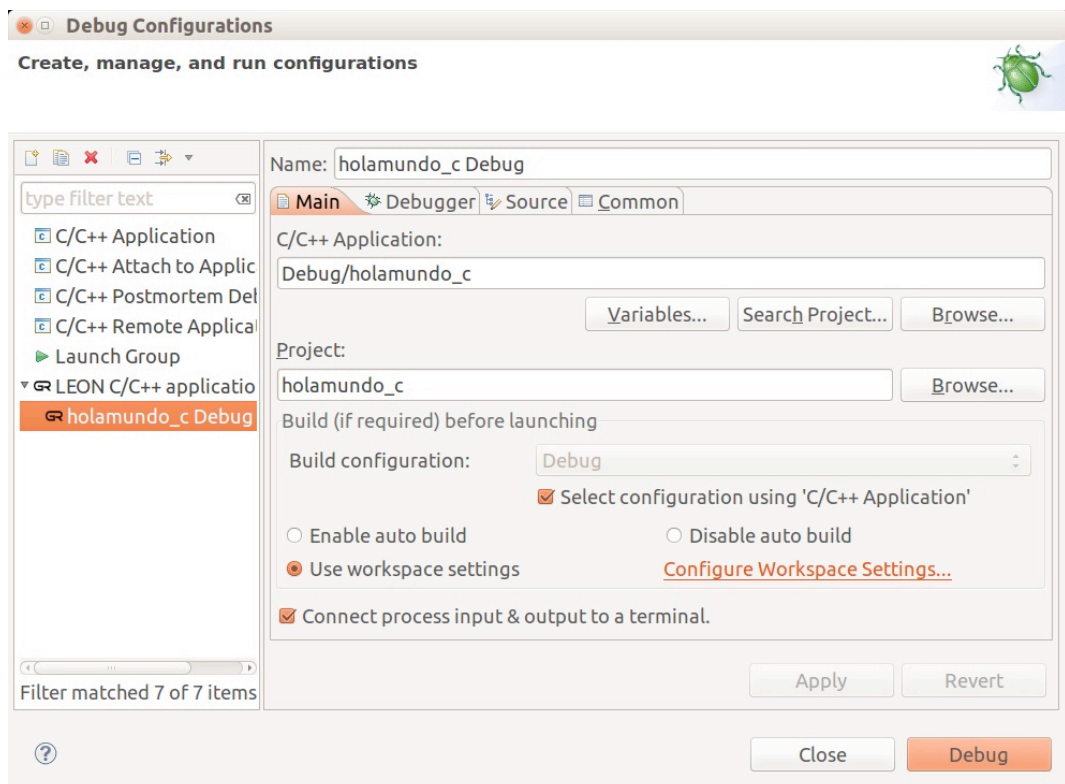 Debug Configurations
Create, manage, and run configurations
type filter text
C/C++ Application
C/C++ Attach to Applic
C/C++ Postmortem Deb
C/C++ Remote Applica
Launch Group
LEON C/C++ applicatio
holamundo_c Debug
Filter matched 7 of 7 items
Name: holamundo_c Debug
Main Debugger Source Common
C/C++ Application:
Debug/holamundo_c
Variables... Search Project... Browse...
Project:
holamundo_c Browse...
Build (if required) before launching
Build configuration: Debug
Select configuration using 'C/C++ Application'
Enable auto build Disable auto build
Use workspace settings Configure Workspace Settings...
Connect process input & output to a terminal.
Apply Revert
Close Debug